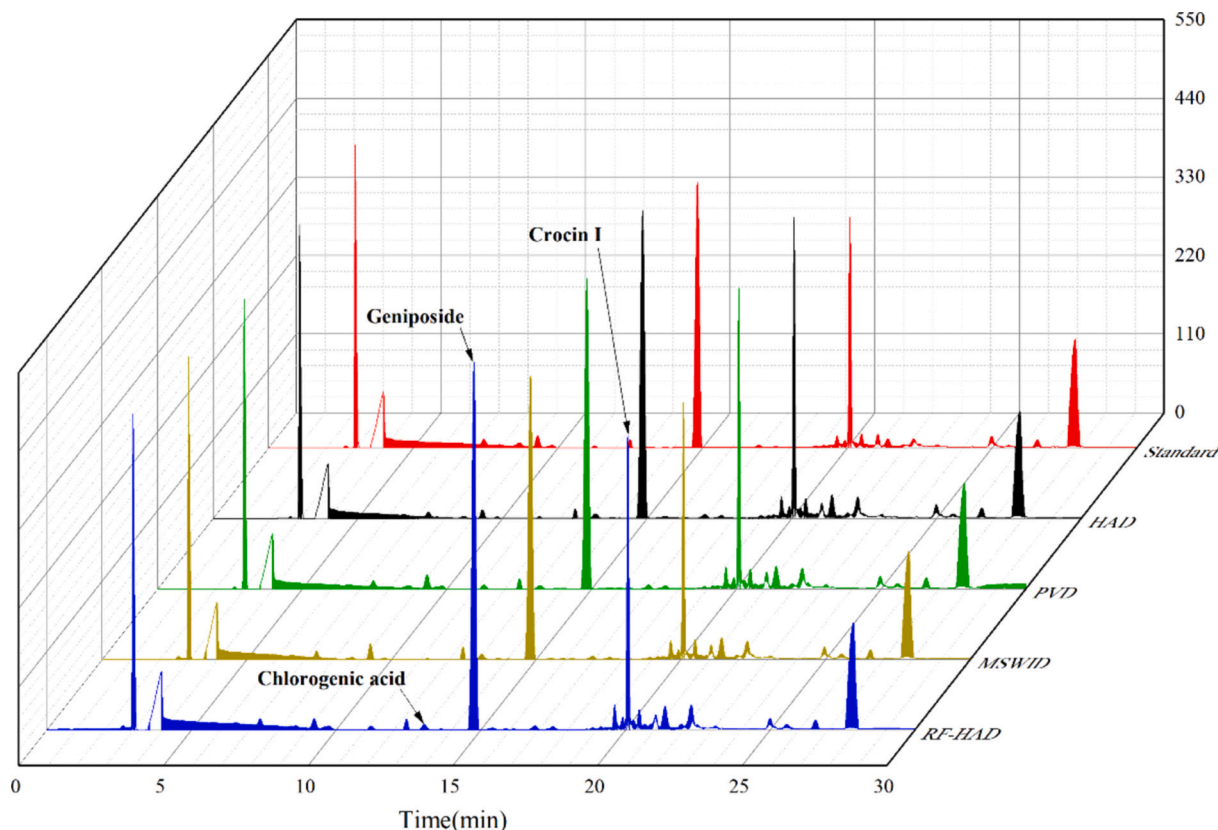 550
440
330
220
110
0
Crocin I
Geniposide
Chlorogenic acid
Standard
HAD
PVD
MSWID
RF-HAD
0 5 10 15 20 25 30
Time(min)